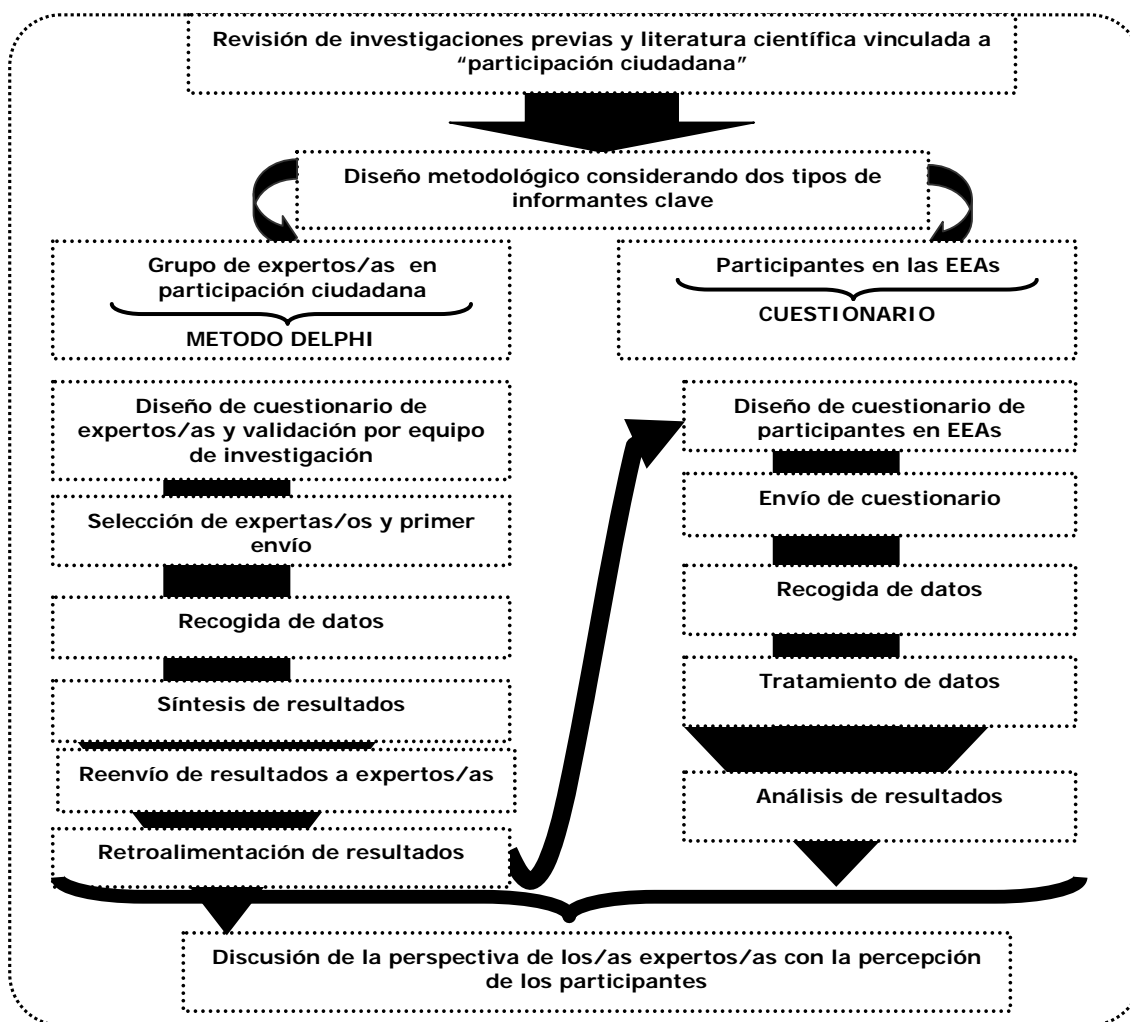 Revisión de investigaciones previas y literatura científica vinculada a
“participación ciudadana”
Diseño metodológico considerando dos tipos de
informantes clave
Grupo de expertos/as en
participación ciudadana
METODO DELPHI
Participantes en las EEAs
CUESTIONARIO
Diseño de cuestionario de
expertos/as y validación por equipo
de investigación
Selección de expertas/os y primer
envío
Recogida de datos
Síntesis de resultados
Reenvío de resultados a expertos/as
Retroalimentación de resultados
Diseño de cuestionario de
participantes en EEAs
Envío de cuestionario
Recogida de datos
Tratamiento de datos
Análisis de resultados
Discusión de la perspectiva de los/as expertos/as con la percepción
de los participantes